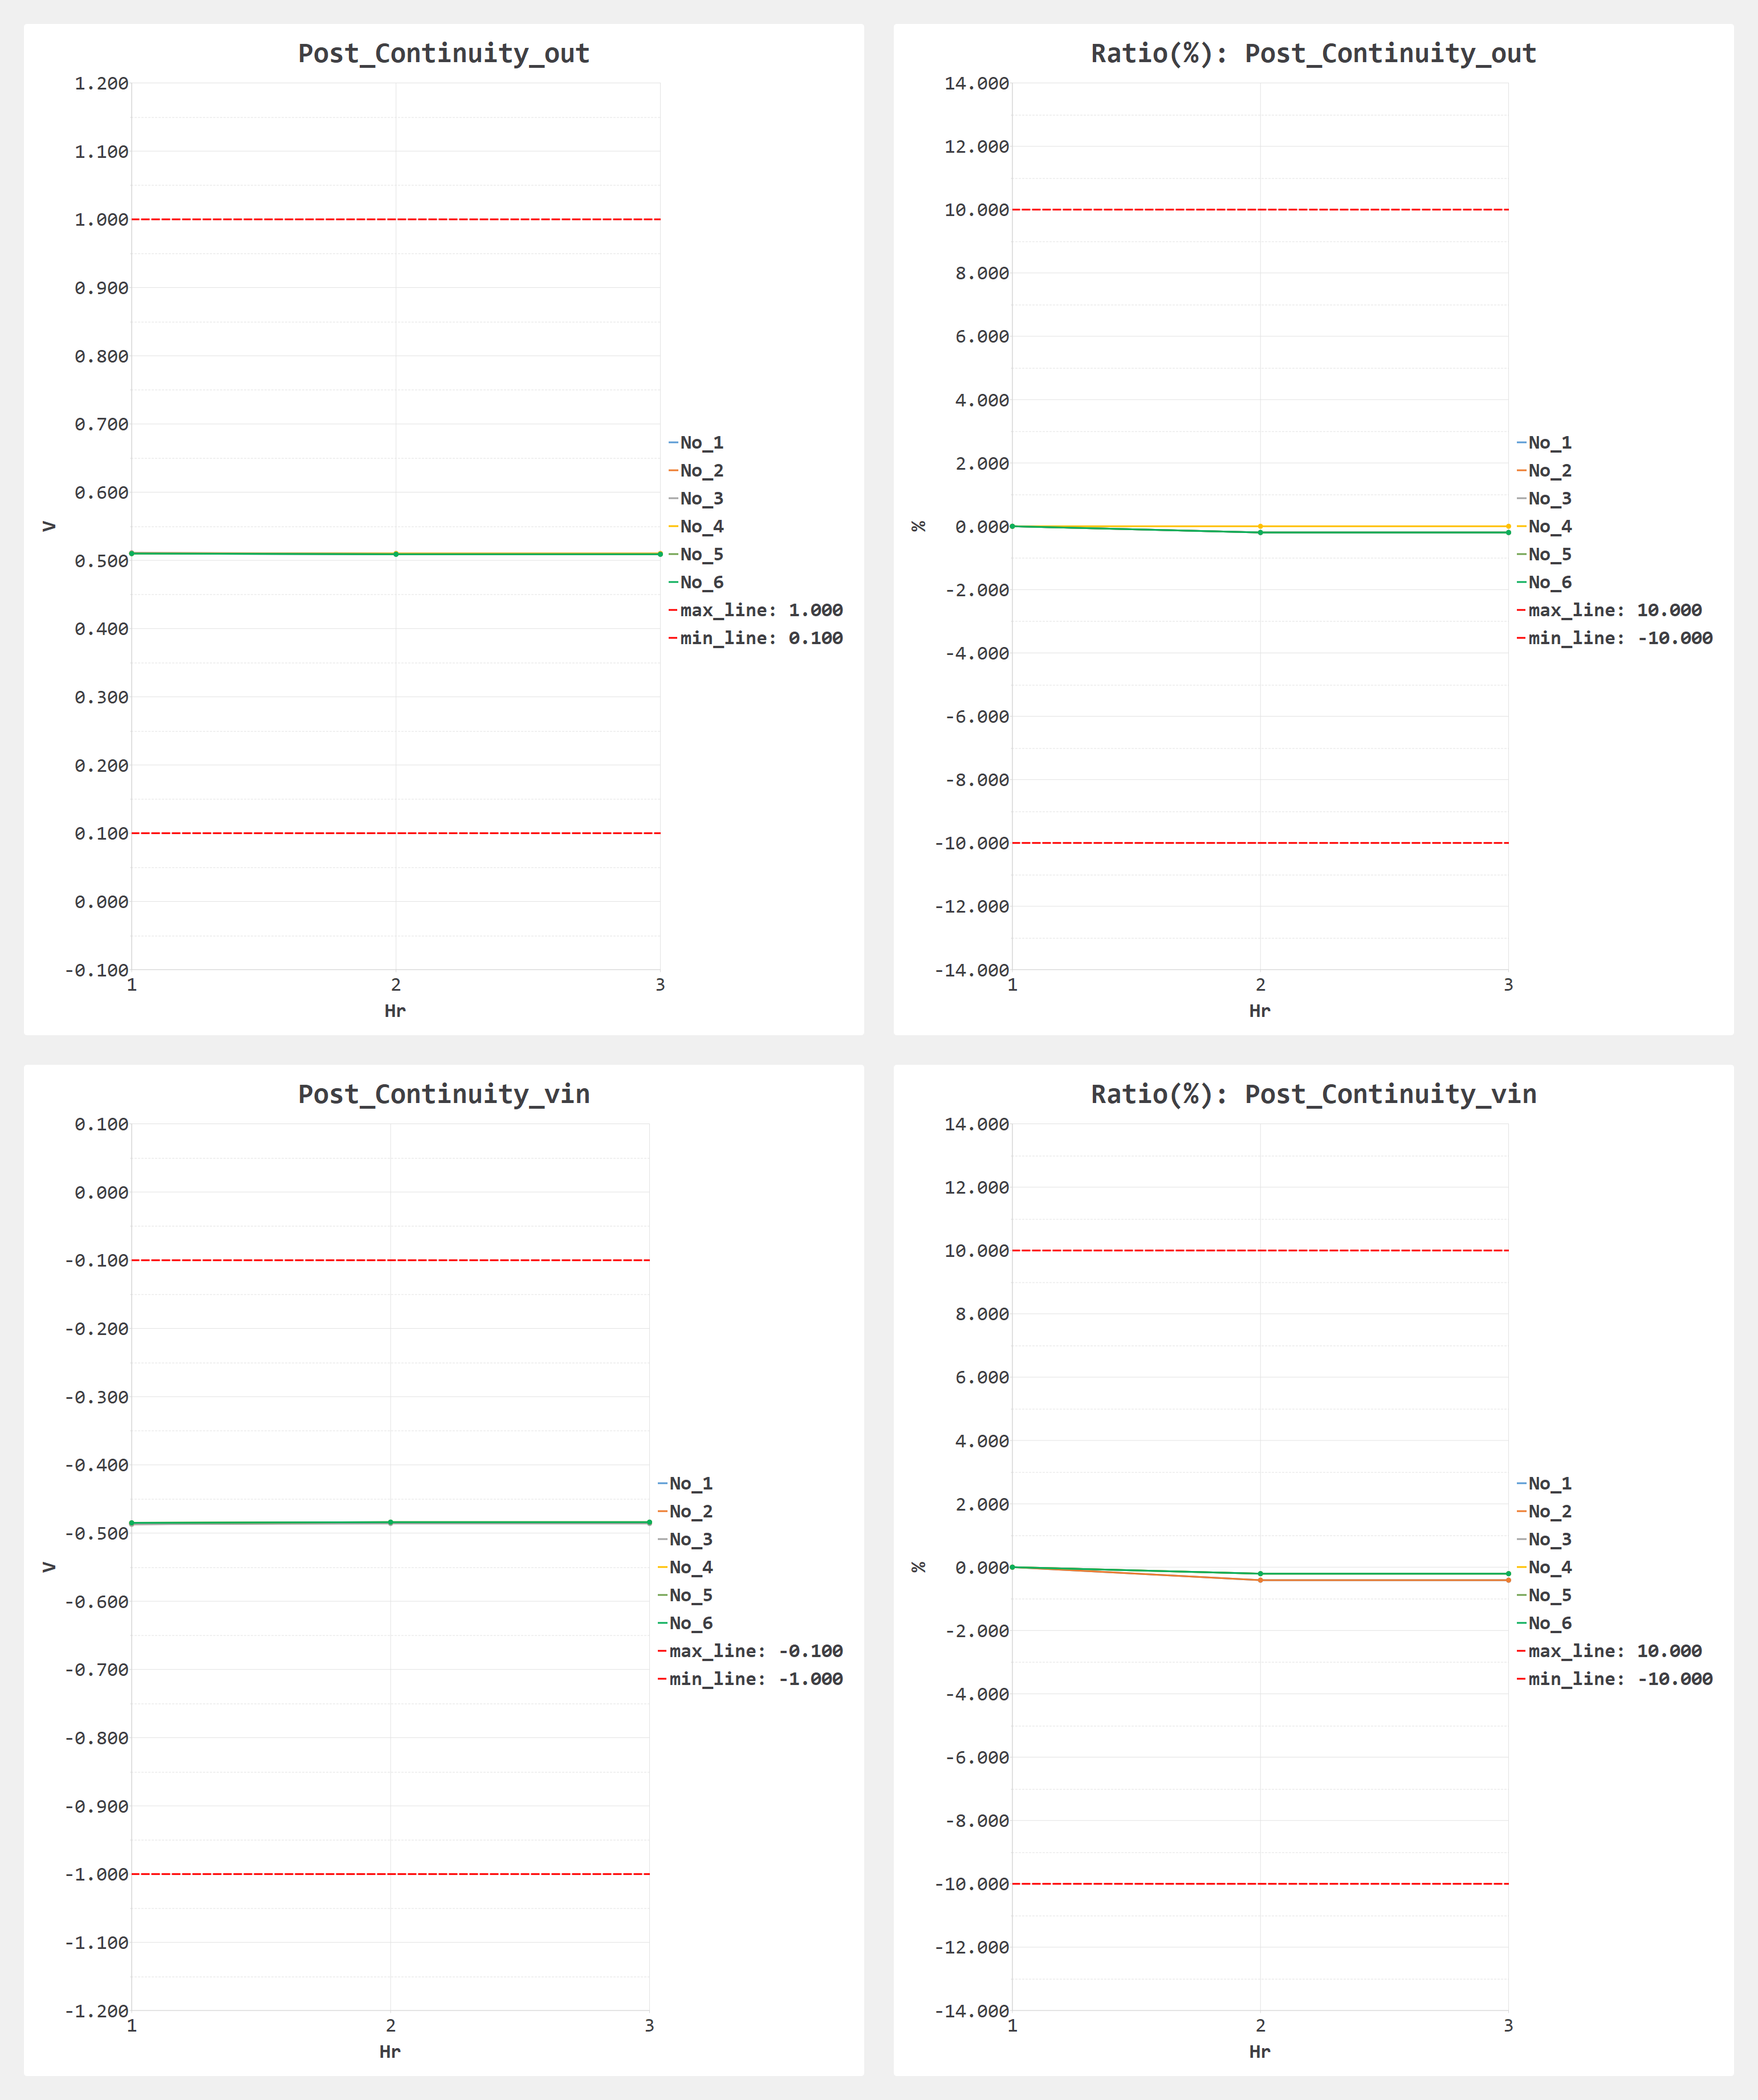 Post_Continuity_out
1.200
1.100
1.000
0.900
0.800
0.700
0.600
0.500
0.400
0.300
0.200
0.100
0.000
-0.100
V
1 2 3
Hr
No_1
No_2
No_3
No_4
No_5
No_6
max_line: 1.000
min_line: 0.100
Ratio(%): Post_Continuity_out
14.000
12.000
10.000
8.000
6.000
4.000
2.000
0.000
-2.000
-4.000
-6.000
-8.000
-10.000
-12.000
-14.000
%
1 2 3
Hr
No_1
No_2
No_3
No_4
No_5
No_6
max_line: 10.000
min_line: -10.000
Post_Continuity_vin
0.100
0.000
-0.100
-0.200
-0.300
-0.400
-0.500
-0.600
-0.700
-0.800
-0.900
-1.000
-1.100
-1.200
V
1 2 3
Hr
No_1
No_2
No_3
No_4
No_5
No_6
max_line: -0.100
min_line: -1.000
Ratio(%): Post_Continuity_vin
14.000
12.000
10.000
8.000
6.000
4.000
2.000
0.000
-2.000
-4.000
-6.000
-8.000
-10.000
-12.000
-14.000
%
1 2 3
Hr
No_1
No_2
No_3
No_4
No_5
No_6
max_line: 10.000
min_line: -10.000